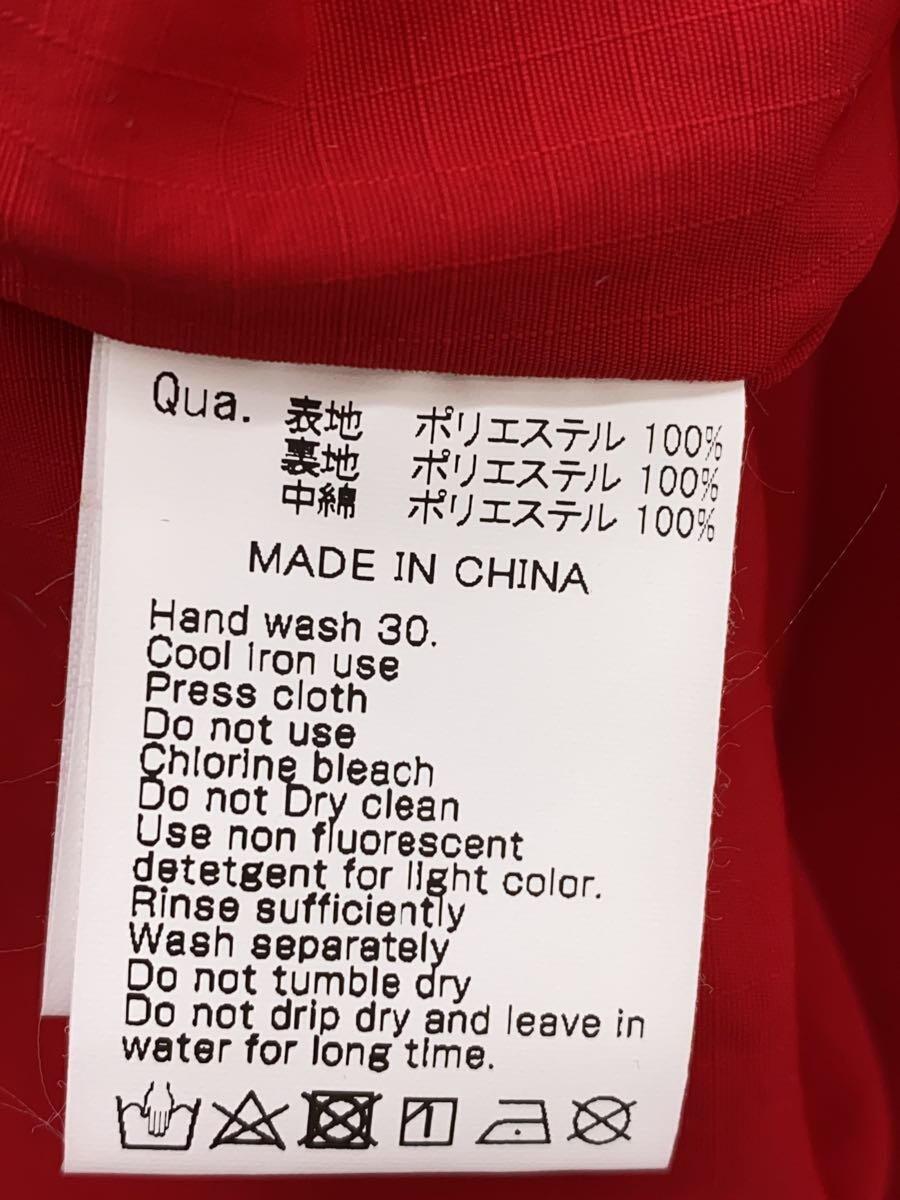 Qua. 表地 ポリエステル 100%
裏地 ポリエステル 100%
中綿 ポリエステル 100%
MADE IN CHINA
Hand wash 30.
Cool iron use
Press cloth
Do not use
Chlorine bleach
Do not Dry clean
Use non fluorescent
detetgent for light color.
Rinse sufficiently
Wash separately
Do not tumble dry
Do not drip dry and leave in
water for long time.